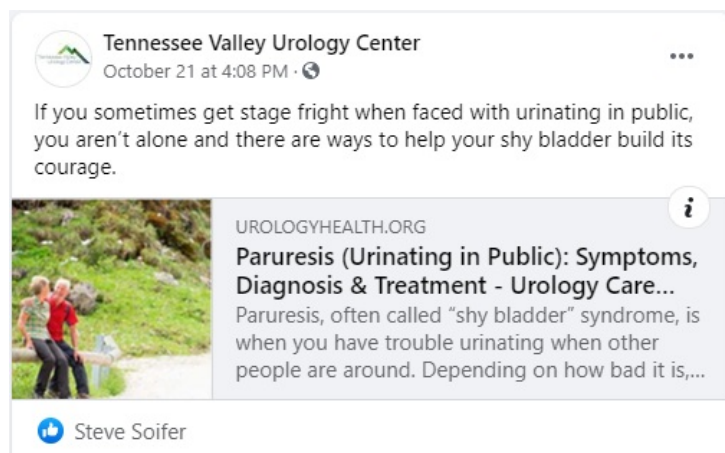 Tennessee Valley Urology Center
October 21 at 4:08 PM ·
If you sometimes get stage fright when faced with urinating in public,
you aren't alone and there are ways to help your shy bladder build its
courage.
UROLOGYHEALTH.ORG
Paruresis (Urinating in Public): Symptoms,
Diagnosis & Treatment - Urology Care...
Paruresis, often called “shy bladder” syndrome, is
when you have trouble urinating when other
people are around. Depending on how bad it is,...
Steve Soifer